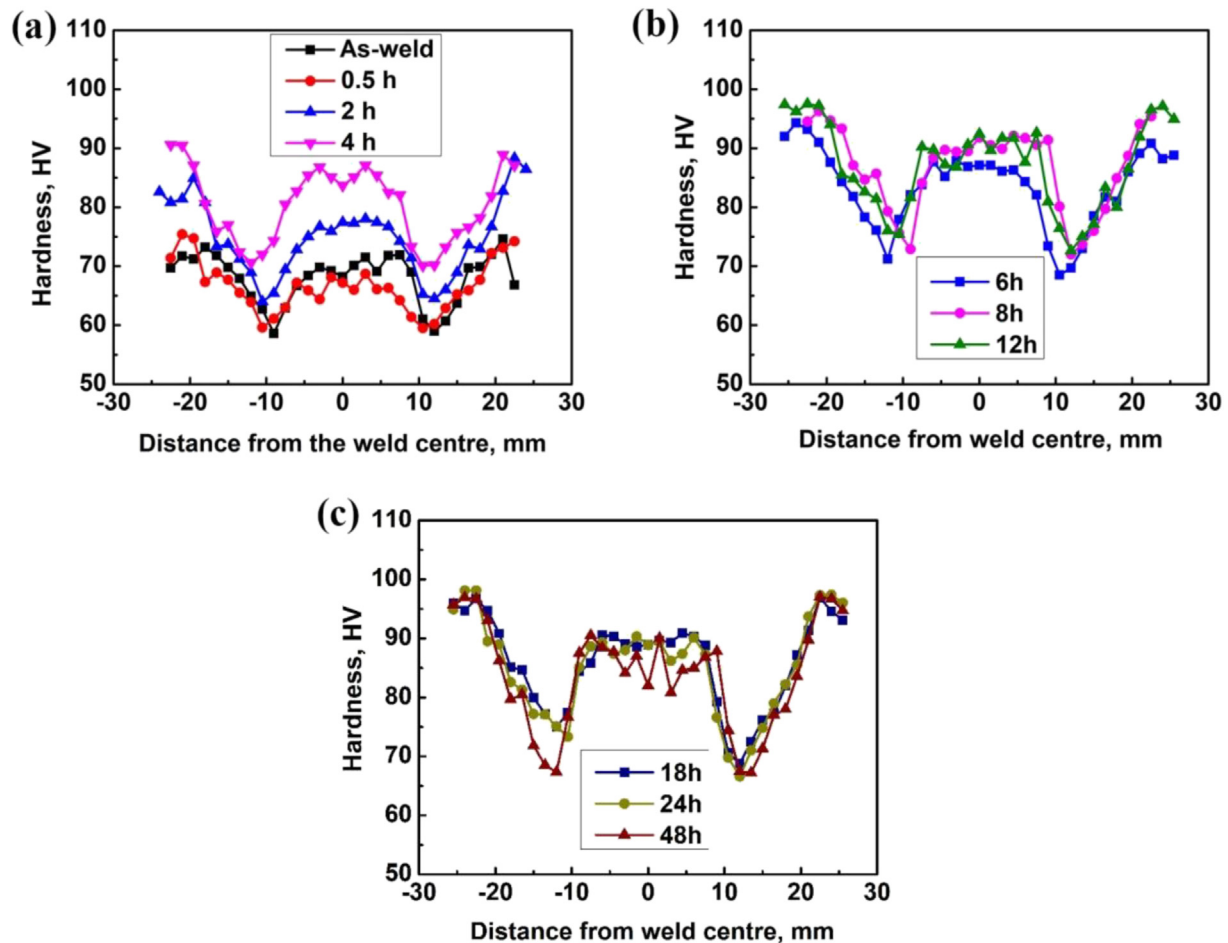 (a)
110
100
90
80
70
60
50
Hardness, HV
As-weld
0.5 h
2 h
4 h
-30 -20 -10 0 10 20 30
Distance from the weld centre, mm
(b)
110
100
90
80
70
60
50
Hardness, HV
6h
8h
12h
-30 -20 -10 0 10 20 30
Distance from weld centre, mm
(c)
110
100
90
80
70
60
50
Hardness, HV
18h
24h
48h
-30 -20 -10 0 10 20 30
Distance from weld centre, mm